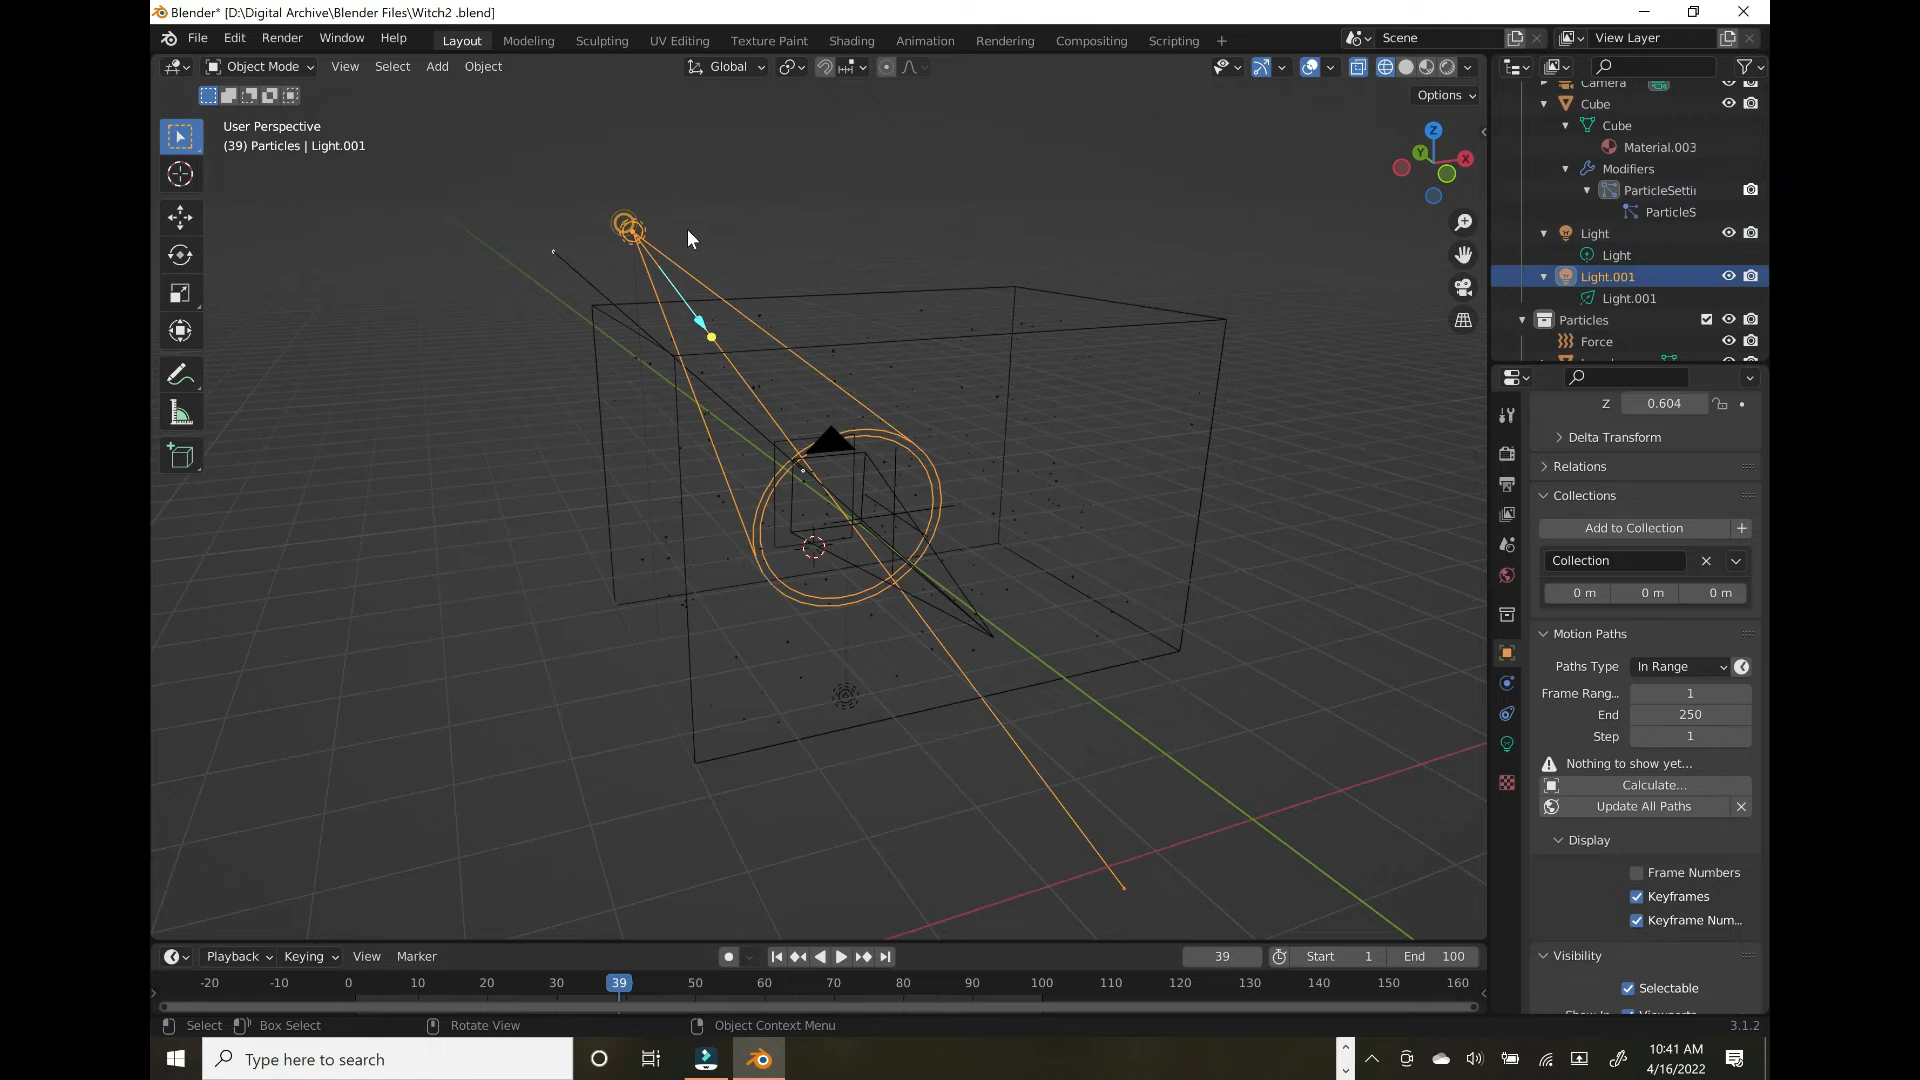 Blender* [D:\Digital Archive\Blender Files\Witch2 .blend]
File Edit Render Window Help Layout Modeling Sculpting UV Editing Texture Paint Shading Animation Rendering Compositing Scripting + Scene View Layer
Object Mode View Select Add Object Global
Options
User Perspective
(39) Particles | Light.001
Z
Y
X
Camera
Cube
Cube
Material.003
Modifiers
ParticleSettin
ParticleS
Light
Light
Light.001
Light.001
Particles
Force
Z 0.604
Delta Transform
Relations
Collections
Add to Collection +
Collection
0 m 0 m 0 m
Motion Paths
Paths Type In Range
Frame Rang... 1
End 250
Step 1
Nothing to show yet...
Calculate...
Update All Paths
Display
Frame Numbers
Keyframes
Keyframe Num...
Visibility
Selectable
Playback Keying View Marker 39 Start 1 End 100
-20 -10 0 10 20 30 39 50 60 70 80 90 100 110 120 130 140 150 160
Select Box Select Rotate View Object Context Menu 3.1.2
Type here to search
10:41 AM
4/16/2022